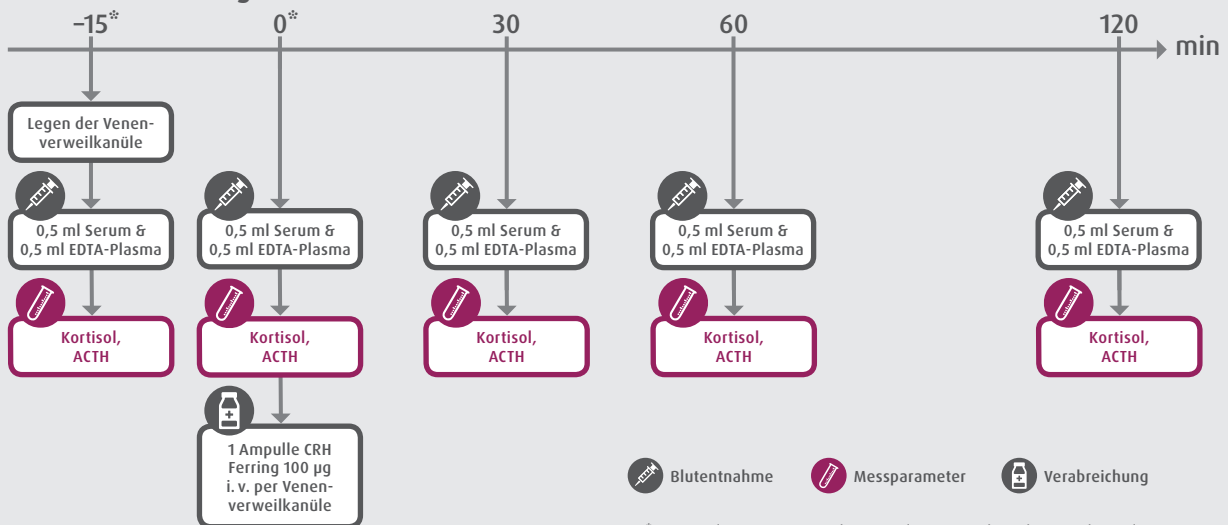 –15* 0* 30 60 120
min
Legen der Venen-
verweilkanüle
0,5 ml Serum &
0,5 ml EDTA-Plasma
0,5 ml Serum &
0,5 ml EDTA-Plasma
0,5 ml Serum &
0,5 ml EDTA-Plasma
0,5 ml Serum &
0,5 ml EDTA-Plasma
0,5 ml Serum &
0,5 ml EDTA-Plasma
Kortisol,
ACTH
Kortisol,
ACTH
Kortisol,
ACTH
Kortisol,
ACTH
Kortisol,
ACTH
1 Ampulle CRH
Ferring 100 µg
i. v. per Venen-
verweilkanüle
Blutentnahme Messparameter Verabreichung